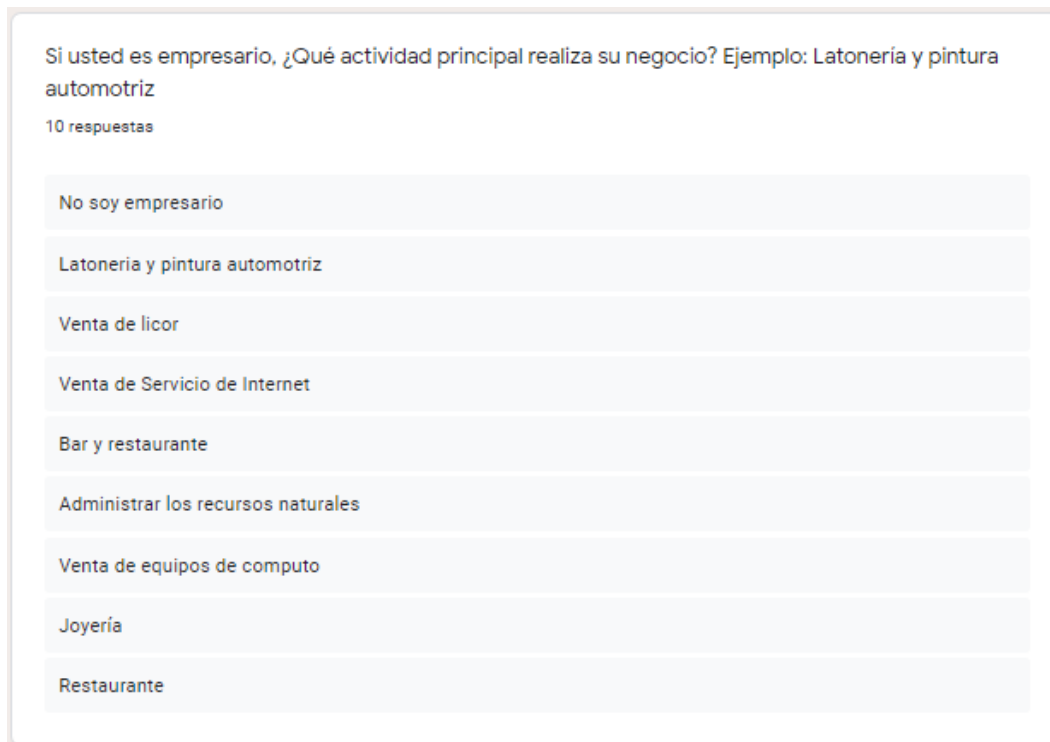 Si usted es empresario, ¿Qué actividad principal realiza su negocio? Ejemplo: Latonería y pintura
automotriz
10 respuestas
No soy empresario
Latoneria y pintura automotriz
Venta de licor
Venta de Servicio de Internet
Bar y restaurante
Administrar los recursos naturales
Venta de equipos de computo
Joyería
Restaurante